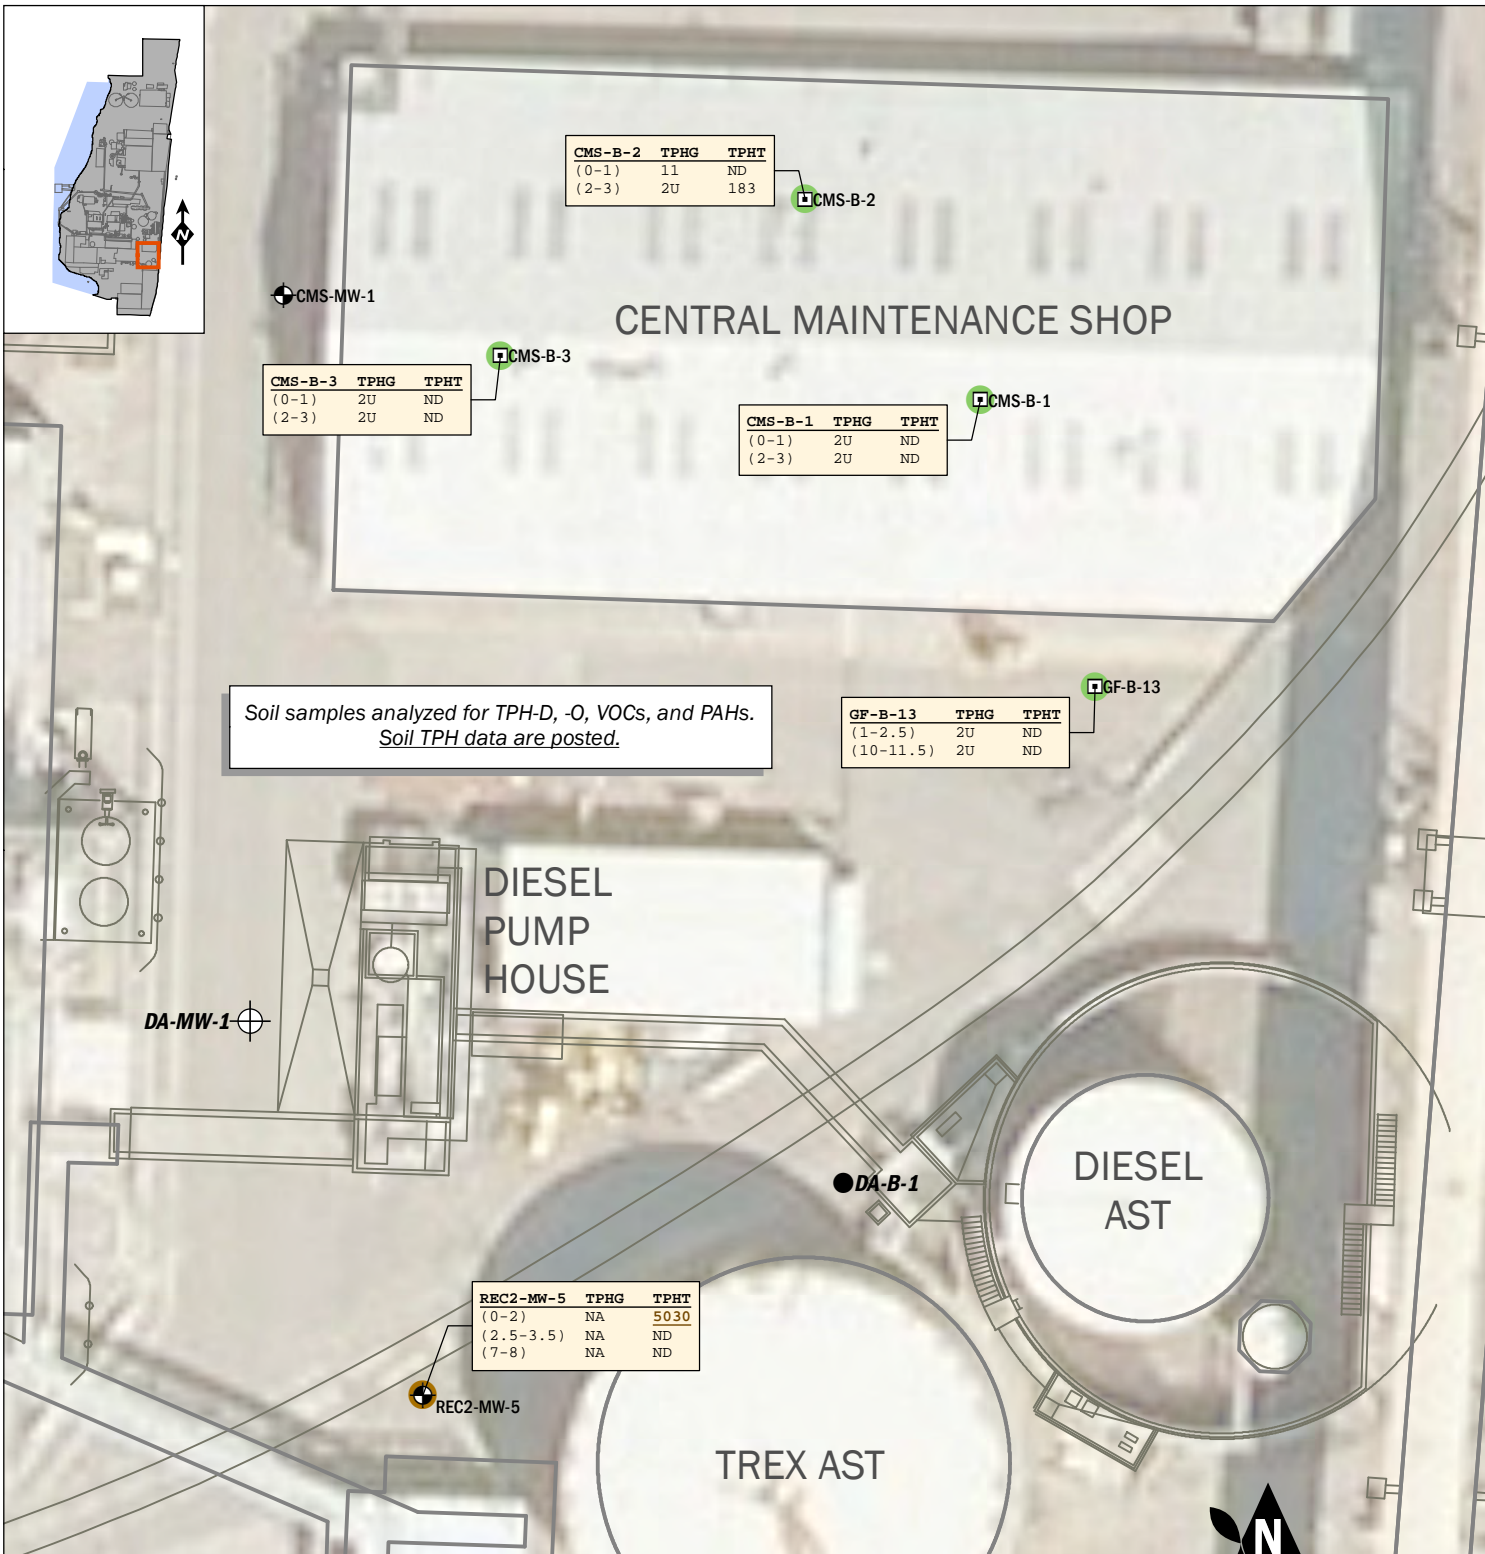 N
CMS-B-2 TPHG TPHT
(0-1) 11 ND
(2-3) 2U 183
CMS-B-2
CMS-MW-1
CENTRAL MAINTENANCE SHOP
CMS-B-3
CMS-B-3 TPHG TPHT
(0-1) 2U ND
(2-3) 2U ND
CMS-B-1
CMS-B-1 TPHG TPHT
(0-1) 2U ND
(2-3) 2U ND
GF-B-13
Soil samples analyzed for TPH-D, -O, VOCs, and PAHs.
Soil TPH data are posted.
GF-B-13 TPHG TPHT
(1-2.5) 2U ND
(10-11.5) 2U ND
DIESEL
PUMP
HOUSE
DA-MW-1
DA-B-1
DIESEL
AST
REC2-MW-5 TPHG TPHT
(0-2) NA 5030
(2.5-3.5) NA ND
(7-8) NA ND
REC2-MW-5
TREX AST
N